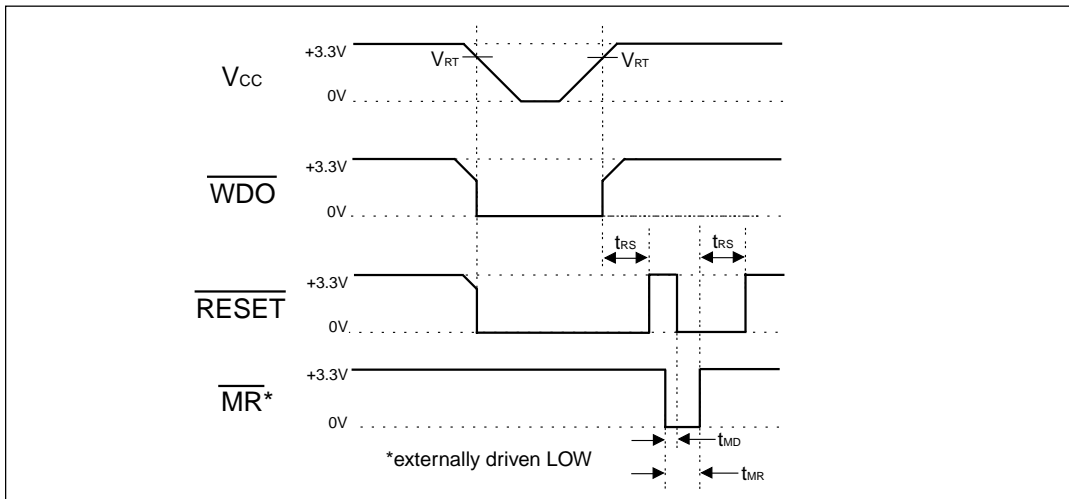 +3.3V
VRT
VRT
VCC
0V
+3.3V
WDO
0V
tRS
tRS
+3.3V
RESET
0V
+3.3V
MR*
0V
tMD
*externally driven LOW
tMR